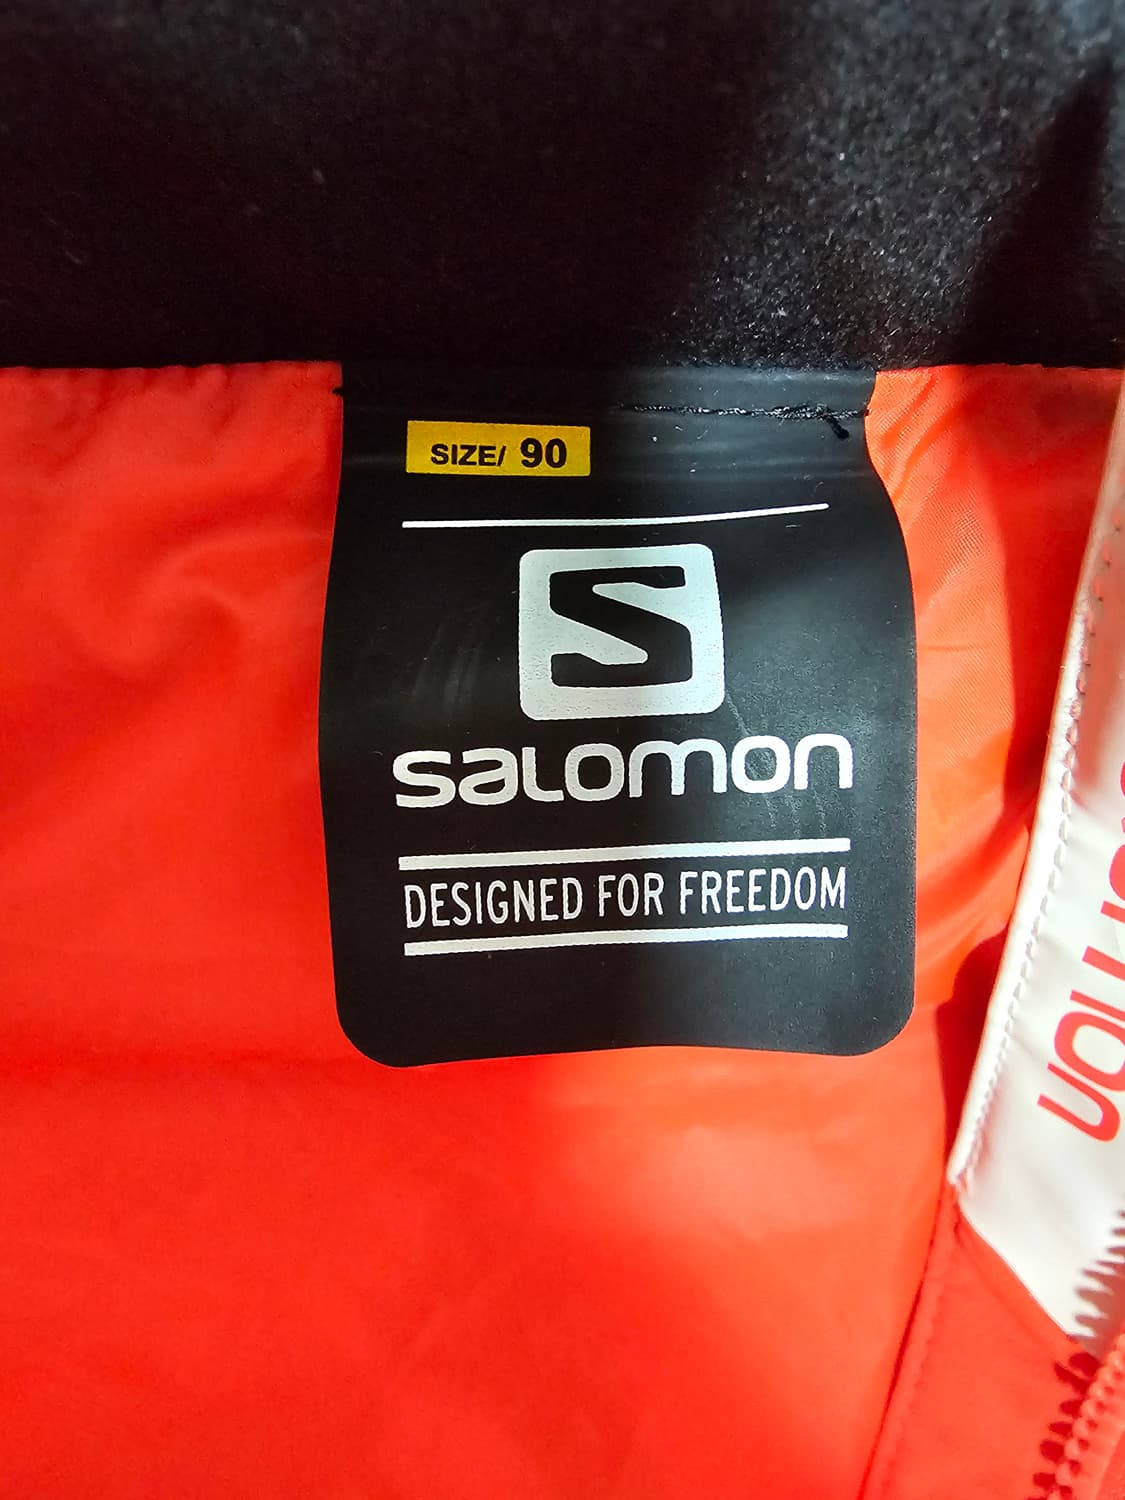 SIZE/ 90
S
salomon
DESIGNED FOR FREEDOM